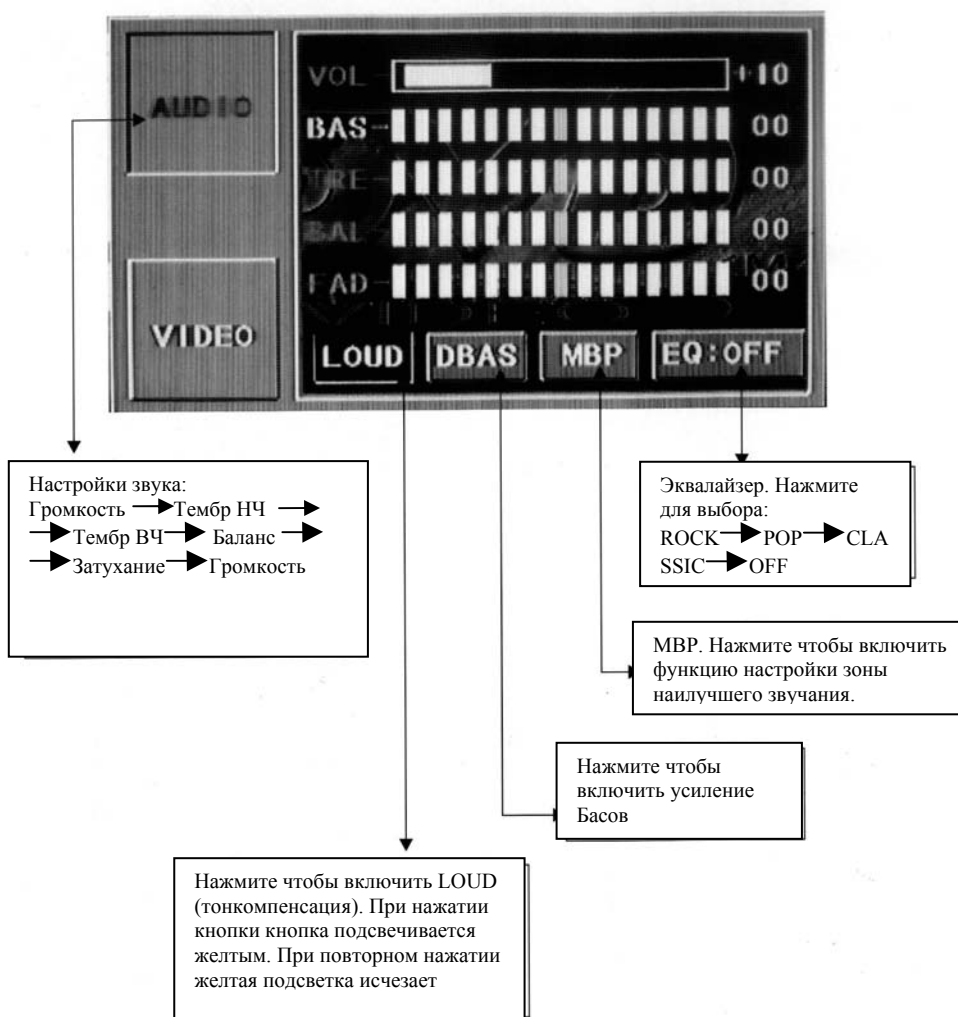 AUDIO
VIDEO
VOL +10
BAS 00
TRE 00
BAL 00
FAD 00
LOUD DBAS MBP EQ:OFF
Настройки звука:
Громкость Тембр НЧ
Тембр ВЧ Баланс
Затухание Громкость
Эквалайзер. Нажмите
для выбора:
ROCK POP CLA
SSIC OFF
МВР. Нажмите чтобы включить
функцию настройки зоны
наилучшего звучания.
Нажмите чтобы
включить усиление
Басов
Нажмите чтобы включить LOUD
(тонкомпенсация). При нажатии
кнопки кнопка подсвечивается
желтым. При повторном нажатии
желтая подсветка исчезает